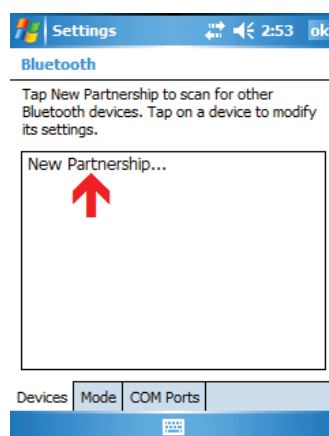 Settings 2:53 ok
Bluetooth
Tap New Partnership to scan for other
Bluetooth devices. Tap on a device to modify
its settings.
New Partnership...
Devices Mode COM Ports